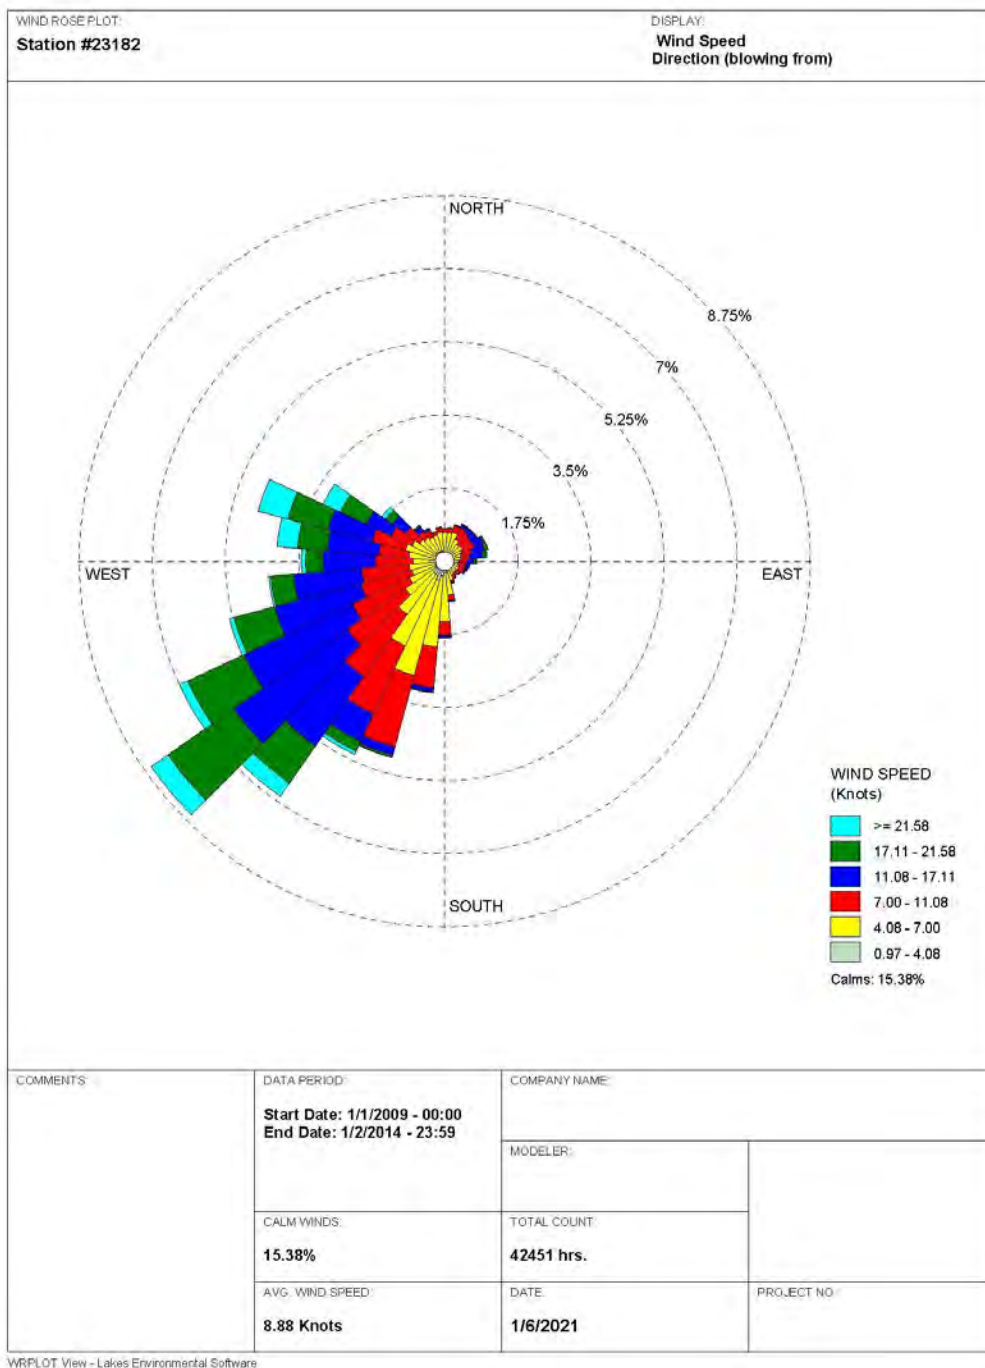 WIND ROSE PLOT:
Station #23182
DISPLAY:
Wind Speed
Direction (blowing from)
NORTH
8.75%
7%
5.25%
3.5%
1.75%
WEST
EAST
SOUTH
WIND SPEED
(Knots)
>= 21.58
17.11 - 21.58
11.08 - 17.11
7.00 - 11.08
4.08 - 7.00
0.97 - 4.08
Calms: 15.38%
COMMENTS:
DATA PERIOD:
Start Date: 1/1/2009 - 00:00
End Date: 1/2/2014 - 23:59
COMPANY NAME:
MODELER:
CALM WINDS:
15.38%
TOTAL COUNT:
42451 hrs.
AVG. WIND SPEED:
8.88 Knots
DATE:
1/6/2021
PROJECT NO.:
WRPLOT View - Lakes Environmental Software